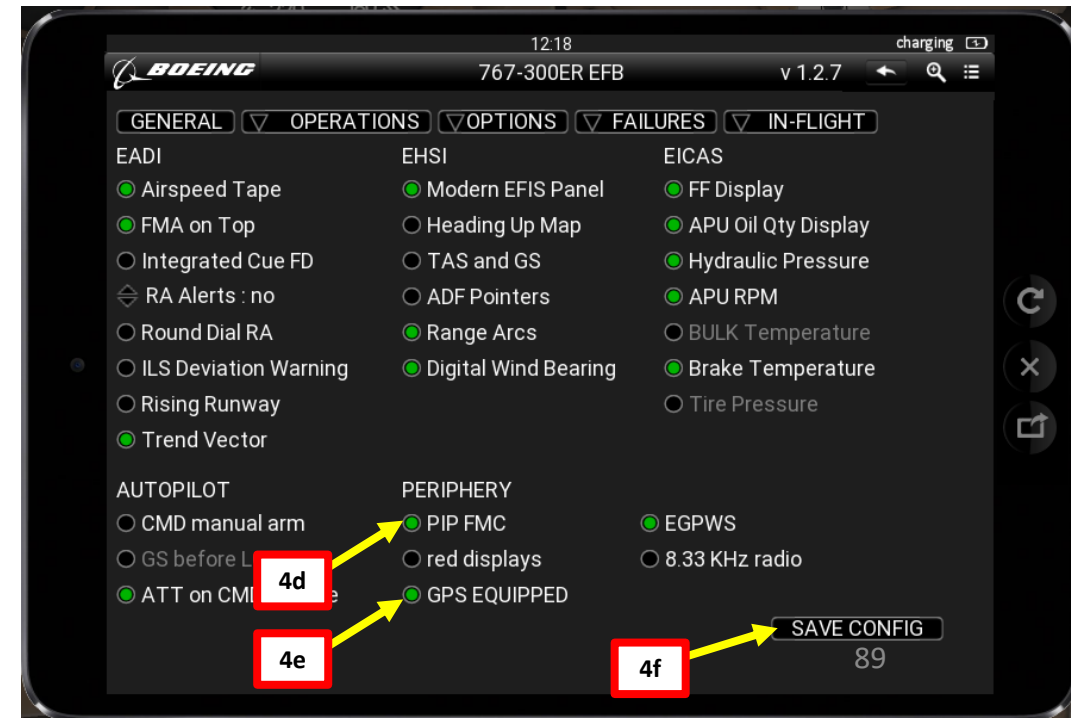 12:18 charging
BOEING 767-300ER EFB v 1.2.7
GENERAL OPERATIONS OPTIONS FAILURES IN-FLIGHT
EADI
Airspeed Tape
FMA on Top
Integrated Cue FD
RA Alerts : no
Round Dial RA
ILS Deviation Warning
Rising Runway
Trend Vector
EHSI
Modern EFIS Panel
Heading Up Map
TAS and GS
ADF Pointers
Range Arcs
Digital Wind Bearing
EICAS
FF Display
APU Oil Qty Display
Hydraulic Pressure
APU RPM
BULK Temperature
Brake Temperature
Tire Pressure
AUTOPILOT
CMD manual arm
GS before
ATT on
PERIPHERY
PIP FMC
red displays
GPS EQUIPPED
EGPWS
8.33 KHz radio
4d
4e
4f
SAVE CONFIG
89